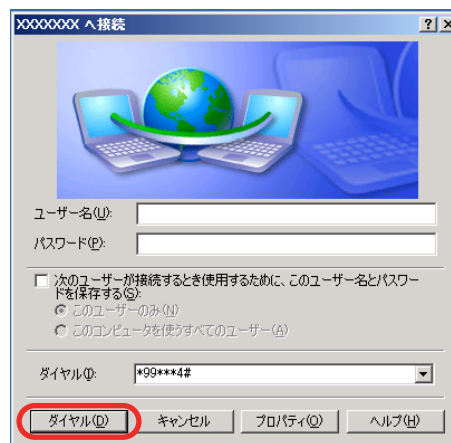 XXXXXXX へ接続
ユーザー名(U):
パスワード(P):
次のユーザーが接続するとき使用するために、このユーザー名とパスワー
ドを保存する(S):
このユーザーのみ(N)
このコンピュータを使うすべてのユーザー(A)
ダイヤル(I): *99***4#
ダイヤル(D) キャンセル プロパティ(O) ヘルプ(H)